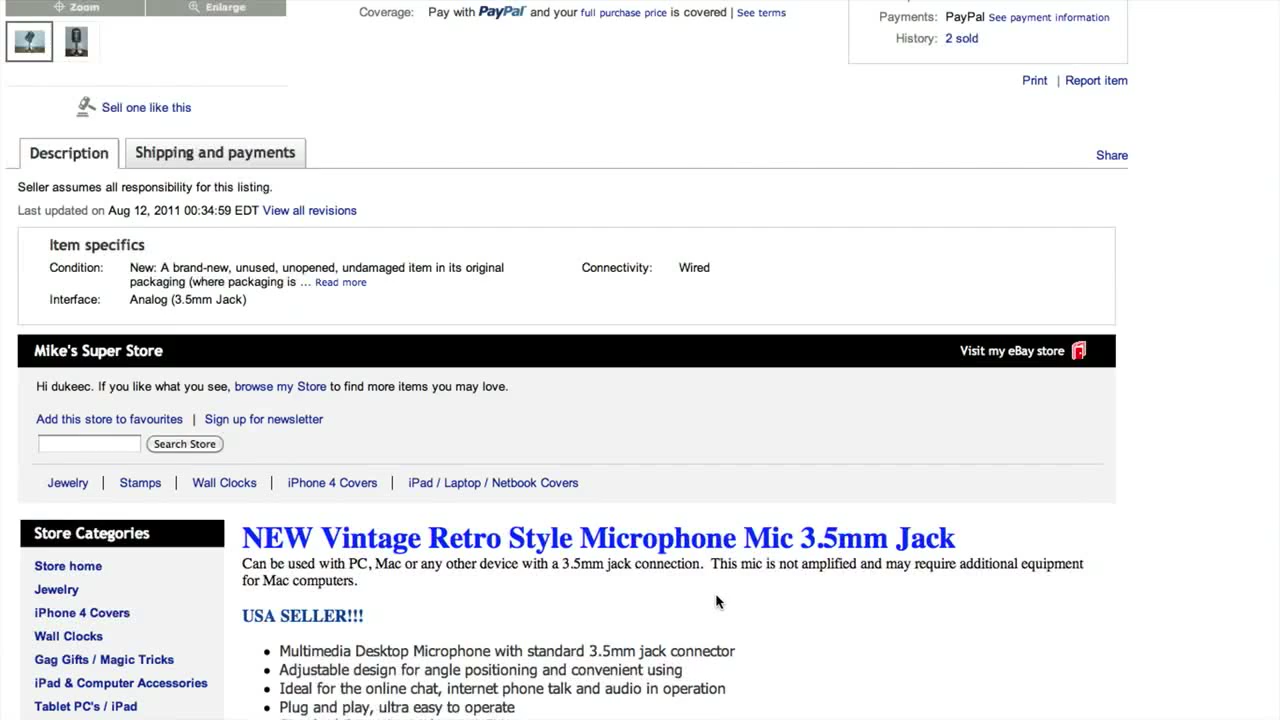 Zoom
Enlarge
Coverage: Pay with PayPal and your full purchase price is covered | See terms
Payments: PayPal See payment information
History: 2 sold
Print | Report item
Sell one like this
Description
Shipping and payments
Share
Seller assumes all responsibility for this listing.
Last updated on Aug 12, 2011 00:34:59 EDT View all revisions
Item specifics
Condition: New: A brand-new, unused, unopened, undamaged item in its original
packaging (where packaging is ... Read more
Connectivity: Wired
Interface: Analog (3.5mm Jack)
Mike's Super Store
Visit my eBay store
Hi dukeec. If you like what you see, browse my Store to find more items you may love.
Add this store to favourites | Sign up for newsletter
Search Store
Jewelry | Stamps | Wall Clocks | iPhone 4 Covers | iPad / Laptop / Netbook Covers
Store Categories
Store home
Jewelry
iPhone 4 Covers
Wall Clocks
Gag Gifts / Magic Tricks
iPad & Computer Accessories
Tablet PC's / iPad
NEW Vintage Retro Style Microphone Mic 3.5mm Jack
Can be used with PC, Mac or any other device with a 3.5mm jack connection. This mic is not amplified and may require additional equipment
for Mac computers.
USA SELLER!!!
• Multimedia Desktop Microphone with standard 3.5mm jack connector
• Adjustable design for angle positioning and convenient using
• Ideal for the online chat, internet phone talk and audio in operation
• Plug and play, ultra easy to operate